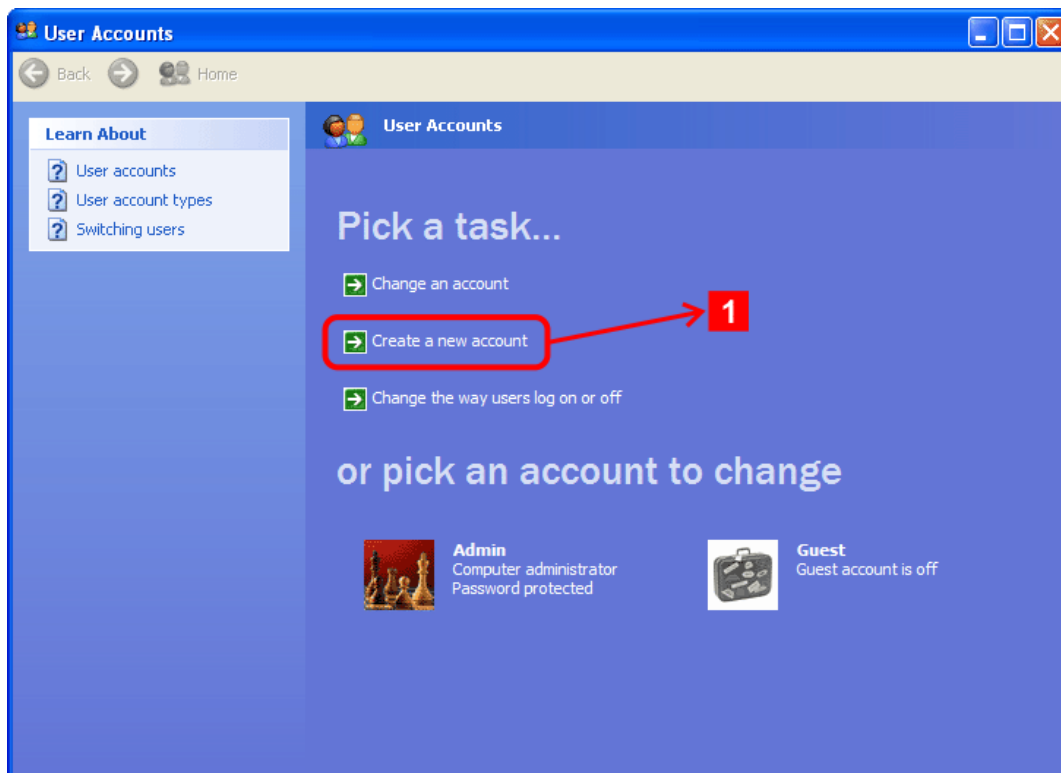 User Accounts
Back Home
Learn About
User accounts
User account types
Switching users
User Accounts
Pick a task...
Change an account
Create a new account
1
Change the way users log on or off
or pick an account to change
Admin
Computer administrator
Password protected
Guest
Guest account is off